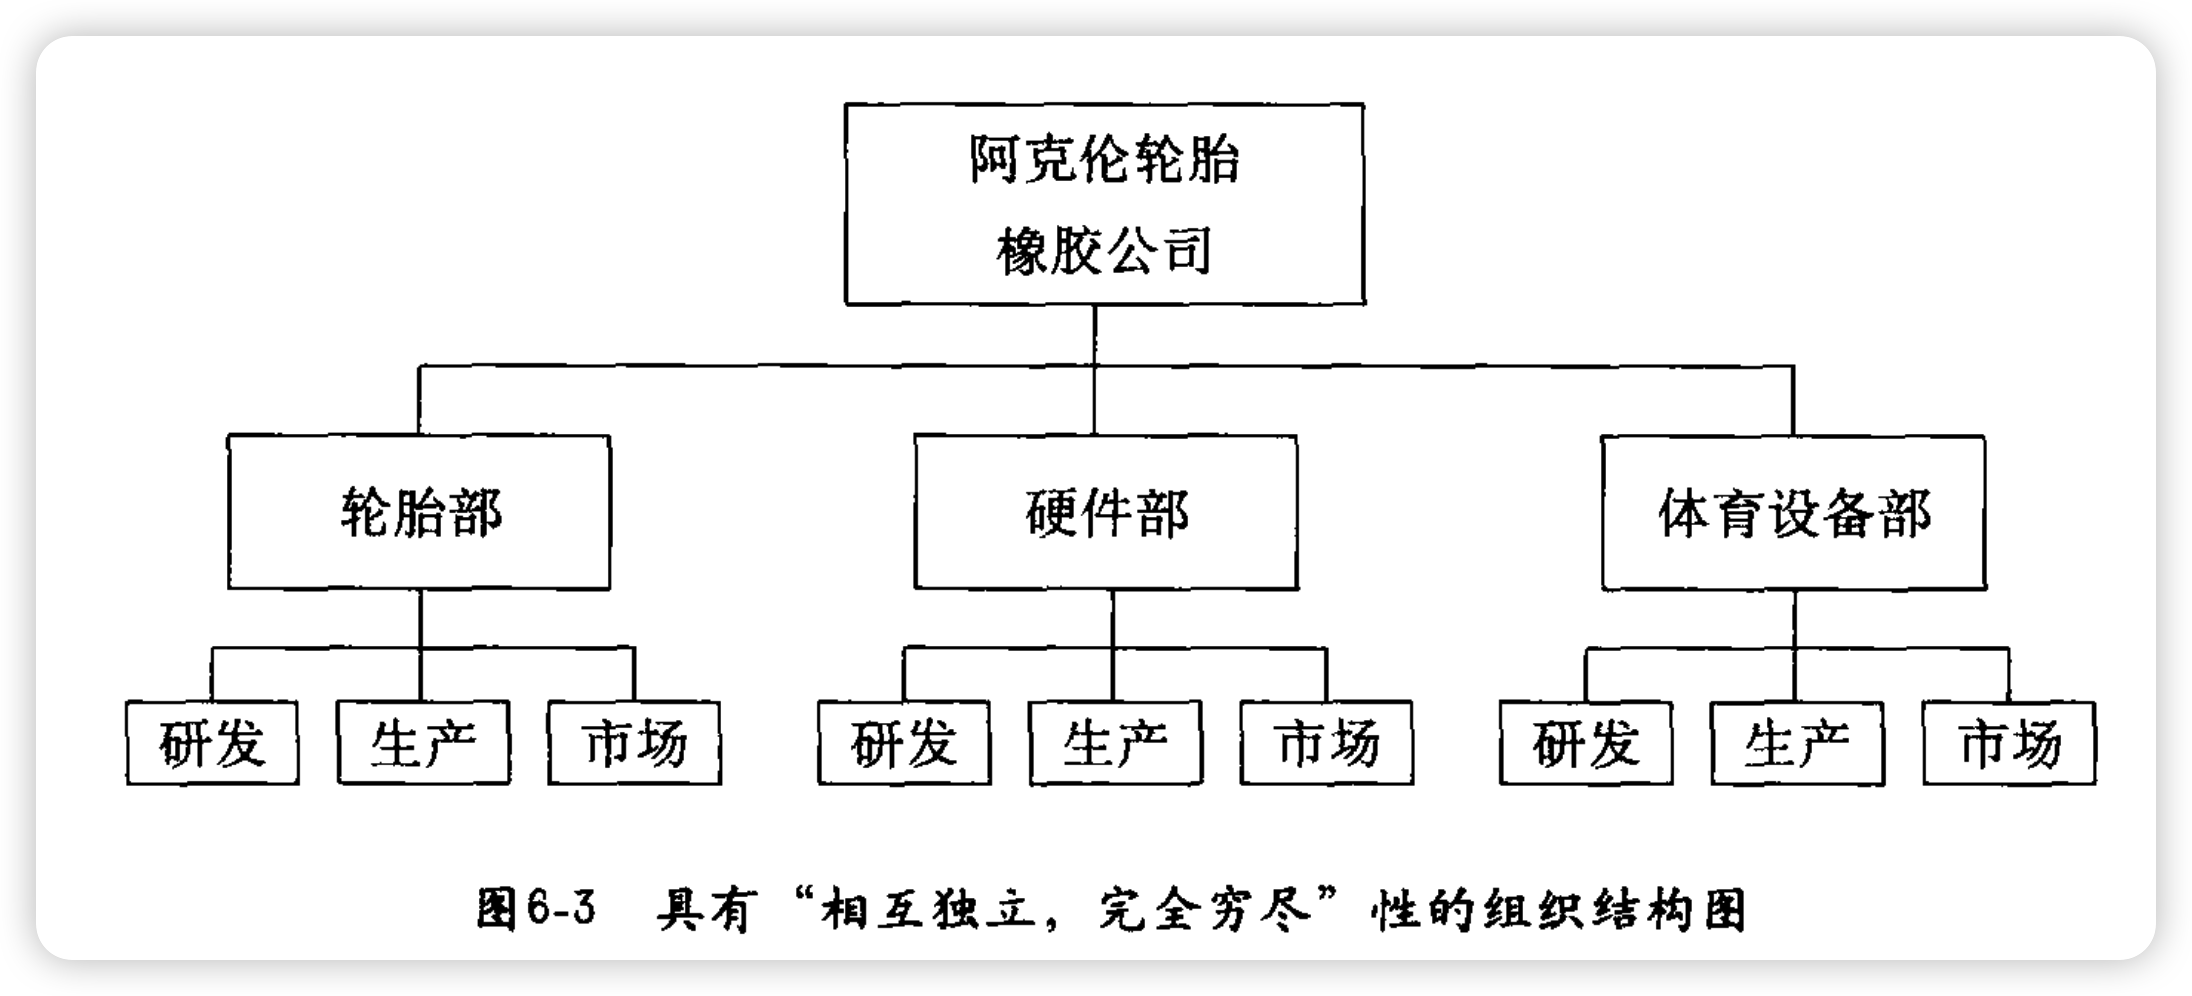 阿克伦轮胎
橡胶公司
轮胎部
硬件部
体育设备部
研发
生产
市场
研发
生产
市场
研发
生产
市场
图6-3 具有“相互独立，完全穷尽”性的组织结构图